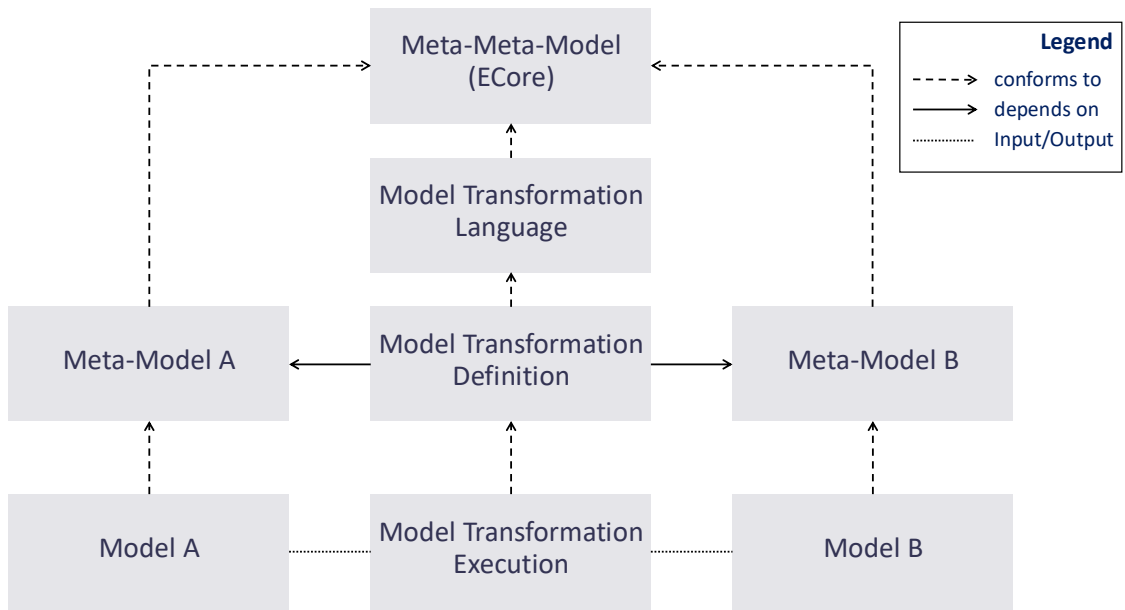 Meta-Meta-Model
(ECore)
Legend
conforms to
depends on
Input/Output
Model Transformation
Language
Meta-Model A
Model Transformation
Definition
Meta-Model B
Model A
Model Transformation
Execution
Model B